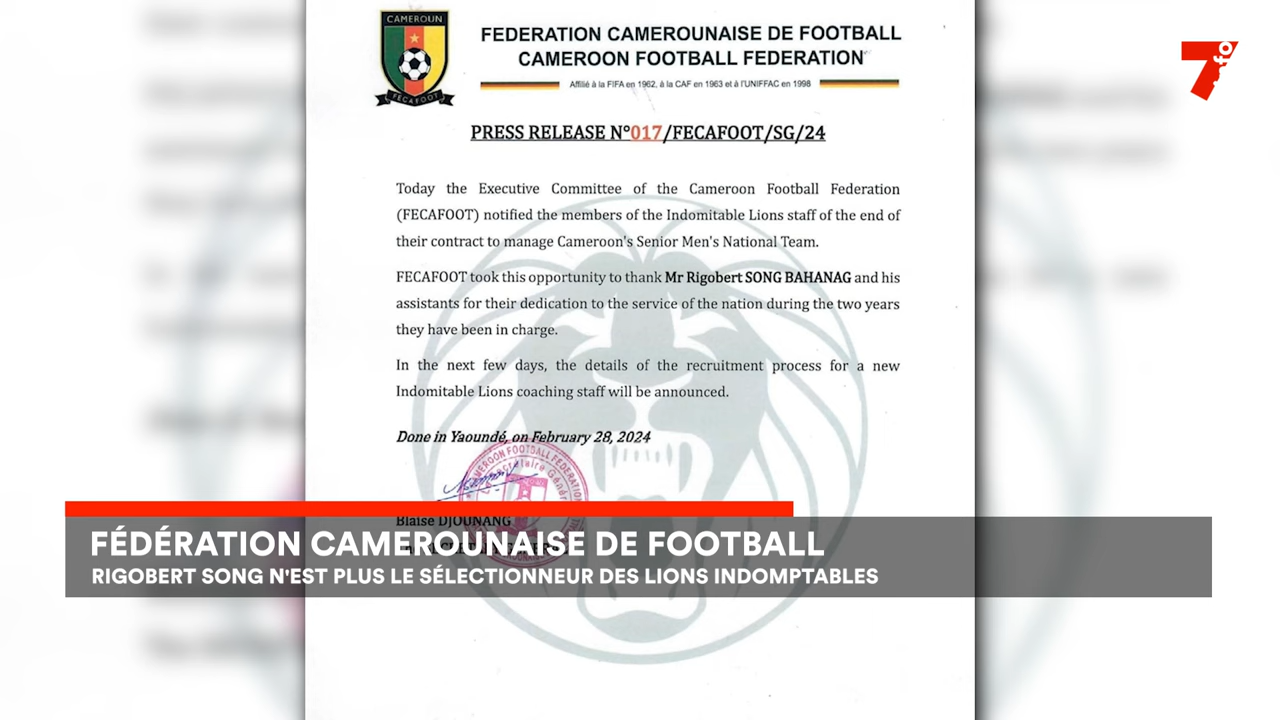 CAMEROUN
FECAFOOT
FEDERATION CAMEROUNAISE DE FOOTBALL
CAMEROON FOOTBALL FEDERATION
Affilié à la FIFA en 1962, à la CAF en 1963 et à l'UNIFFAC en 1998
7
fo
PRESS RELEASE N°017/FECAFOOT/SG/24
Today the Executive Committee of the Cameroon Football Federation
(FECAFOOT) notified the members of the Indomitable Lions staff of the end of
their contract to manage Cameroon's Senior Men's National Team.
FECAFOOT took this opportunity to thank Mr Rigobert SONG BAHANAG and his
assistants for their dedication to the service of the nation during the two years
they have been in charge.
In the next few days, the details of the recruitment process for a new
Indomitable Lions coaching staff will be announced.
Done in Yaoundé, on February 28, 2024
CAMEROON FOOTBALL FEDERATION
Blaise DJOUNANG
FÉDÉRATION CAMEROUNAISE DE FOOTBALL
RIGOBERT SONG N'EST PLUS LE SÉLECTIONNEUR DES LIONS INDOMPTABLES